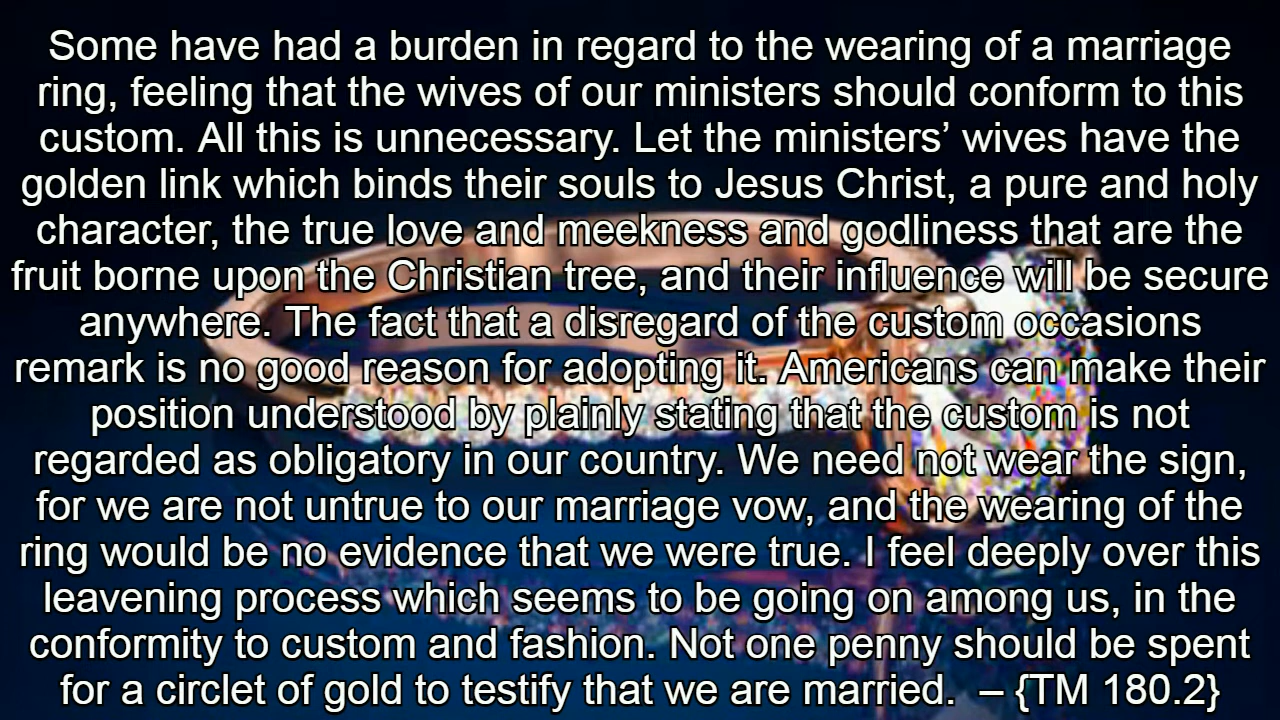 Some have had a burden in regard to the wearing of a marriage
ring, feeling that the wives of our ministers should conform to this
custom. All this is unnecessary. Let the ministers’ wives have the
golden link which binds their souls to Jesus Christ, a pure and holy
character, the true love and meekness and godliness that are the
fruit borne upon the Christian tree, and their influence will be secure
anywhere. The fact that a disregard of the custom occasions
remark is no good reason for adopting it. Americans can make their
position understood by plainly stating that the custom is not
regarded as obligatory in our country. We need not wear the sign,
for we are not untrue to our marriage vow, and the wearing of the
ring would be no evidence that we were true. I feel deeply over this
leavening process which seems to be going on among us, in the
conformity to custom and fashion. Not one penny should be spent
for a circlet of gold to testify that we are married.  – {TM 180.2}